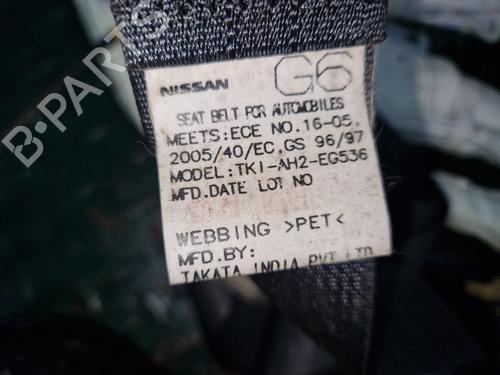 B-PARTS
NISSAN G6
SEAT BELT FOR AUTOMOBILES
MEETS:ECE NO.16-05,
2005/40/EC,GS 96/97
MODEL:TKI-AH2-EG536
MFD.DATE LOT NO
WEBBING >PET<
MFD.BY:
TAKATA INDIA PVT LTD